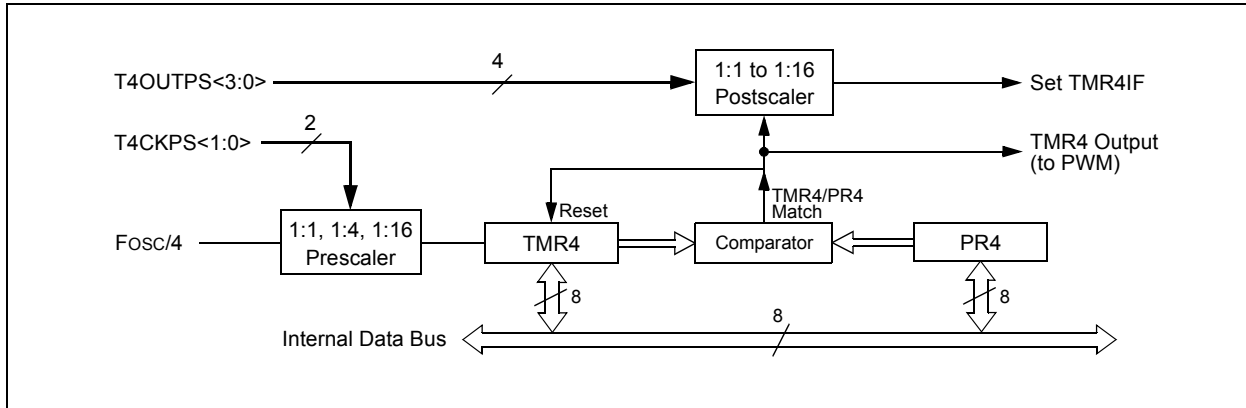 4
T4OUTPS<3:0>
1:1 to 1:16
Postscaler
Set TMR4IF
2
T4CKPS<1:0>
TMR4 Output
(to PWM)
TMR4/PR4
Match
Reset
FOSC/4
1:1, 1:4, 1:16
Prescaler
TMR4
Comparator
PR4
8
8
8
Internal Data Bus